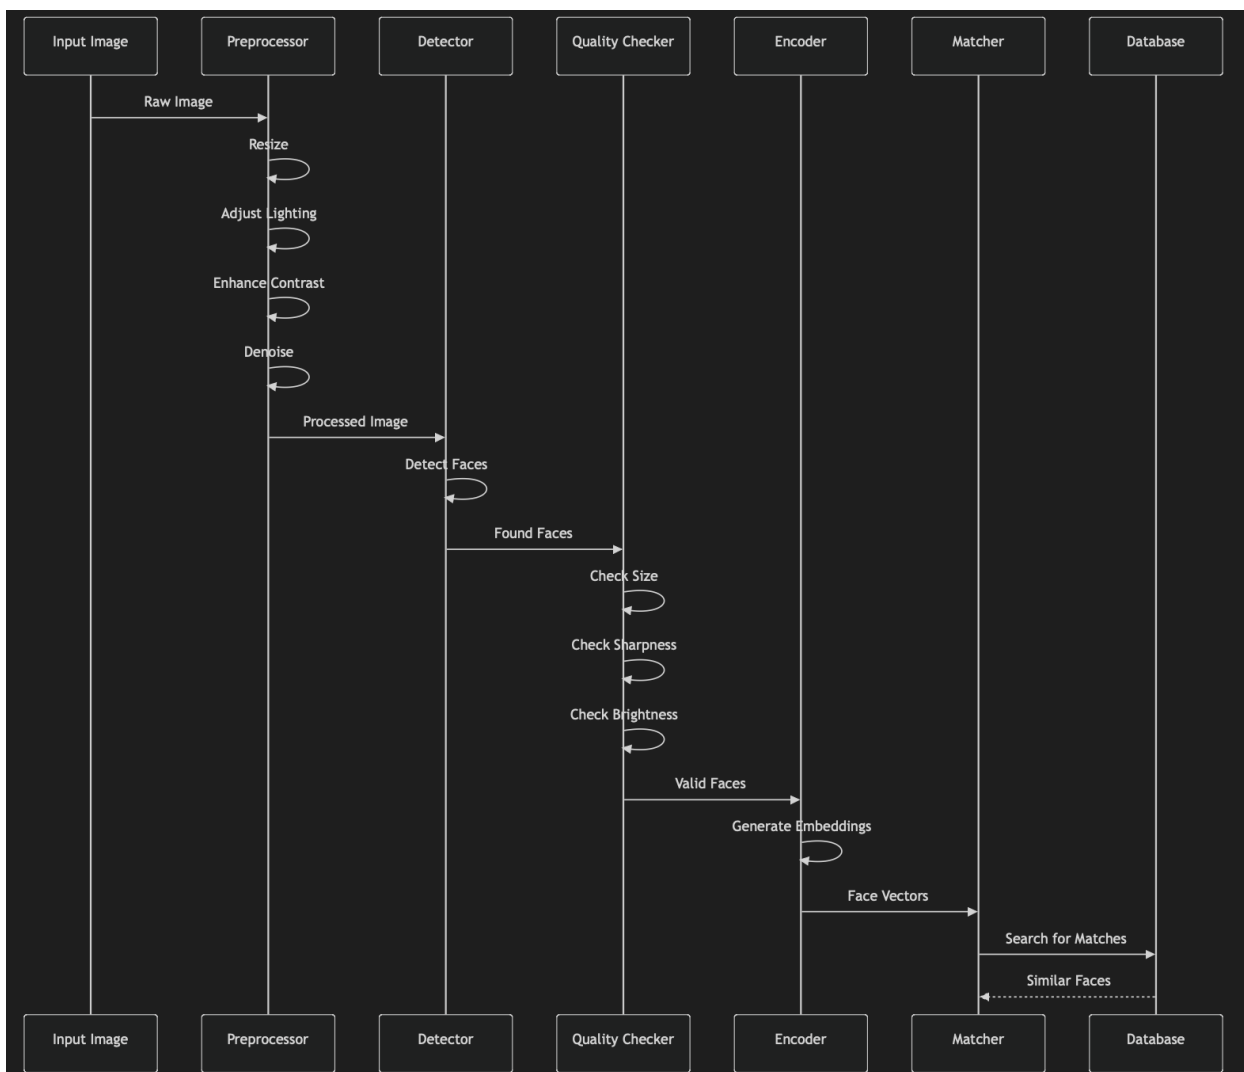 Input Image
Preprocessor
Detector
Quality Checker
Encoder
Matcher
Database
Raw Image
Resize
Adjust Lighting
Enhance Contrast
Denoise
Processed Image
Detect Faces
Found Faces
Check Size
Check Sharpness
Check Brightness
Valid Faces
Generate Embeddings
Face Vectors
Search for Matches
Similar Faces
Input Image
Preprocessor
Detector
Quality Checker
Encoder
Matcher
Database